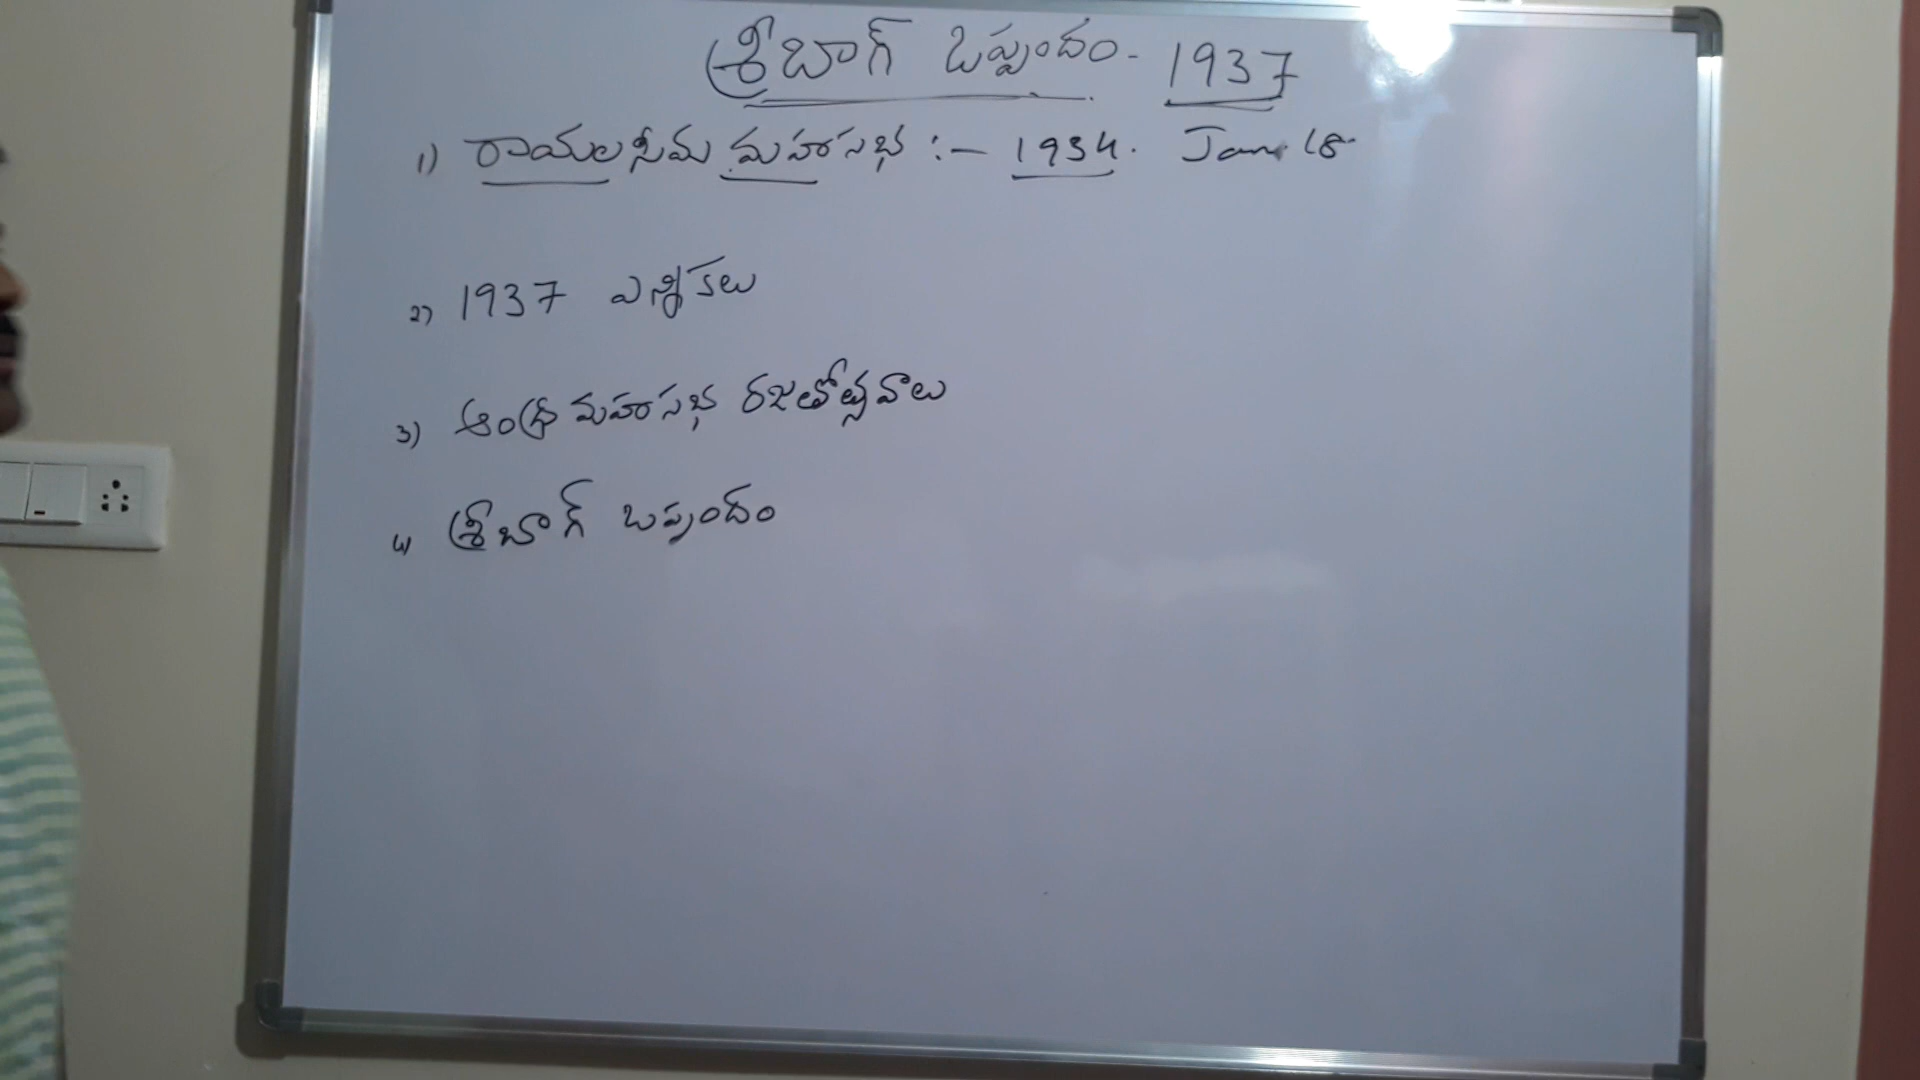 శ్రీబాగ్ ఒప్పందం - 1937
1) రాయలసీమ మహాసభ :- 1934. Jan. 18
2) 1937 ఎన్నికలు
3) ఆంధ్ర మహాసభ రజతోత్సవాలు
4) శ్రీబాగ్ ఒప్పందం